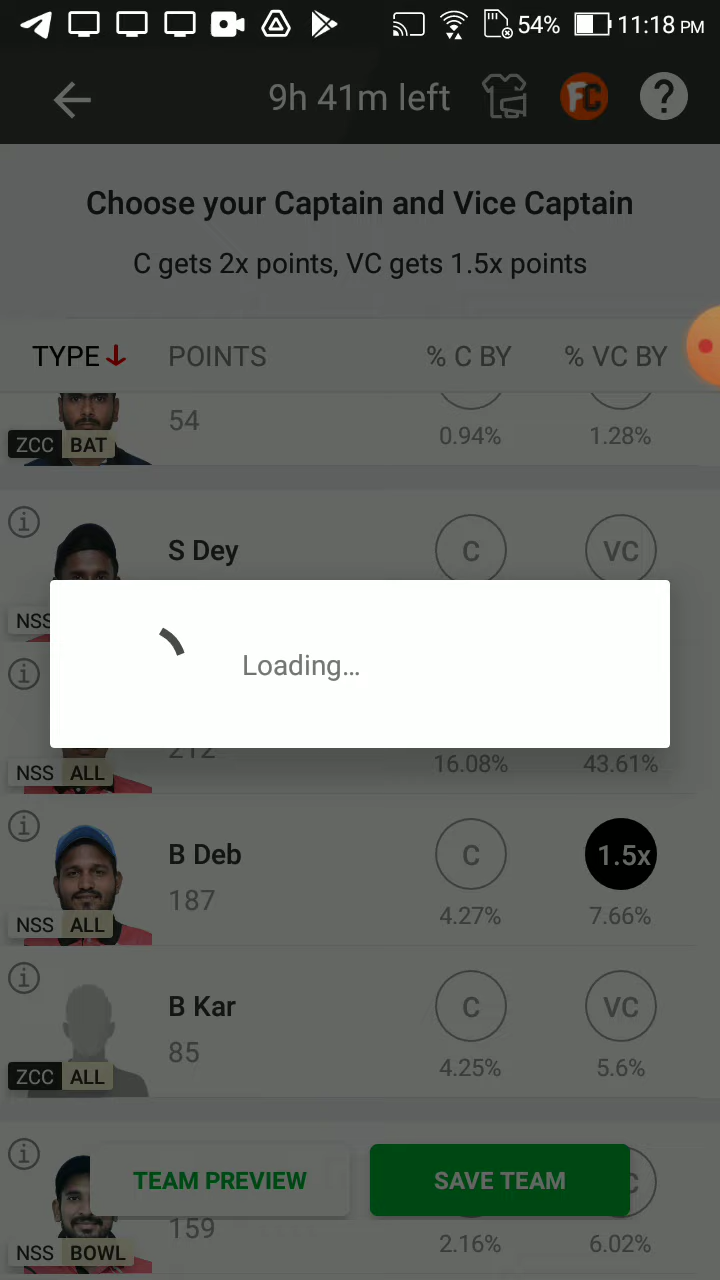 54% 11:18 PM
9h 41m left FC ?
Choose your Captain and Vice Captain
C gets 2x points, VC gets 1.5x points
TYPE POINTS % C BY % VC BY
54
ZCC BAT 0.94% 1.28%
S Dey C VC
NSS
Loading...
212 16.08% 43.61%
NSS ALL
B Deb C 1.5x
187
NSS ALL 4.27% 7.66%
B Kar C VC
85
ZCC ALL 4.25% 5.6%
TEAM PREVIEW SAVE TEAM
159
NSS BOWL 2.16% 6.02%